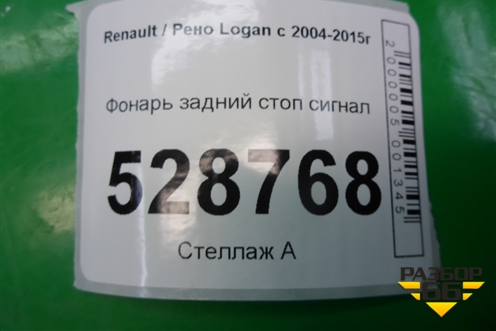 Renault / Рено Logan с 2004-2015г
Фонарь задний стоп сигнал
528768
Стеллаж А
2000005001345
РАЗБОР
66